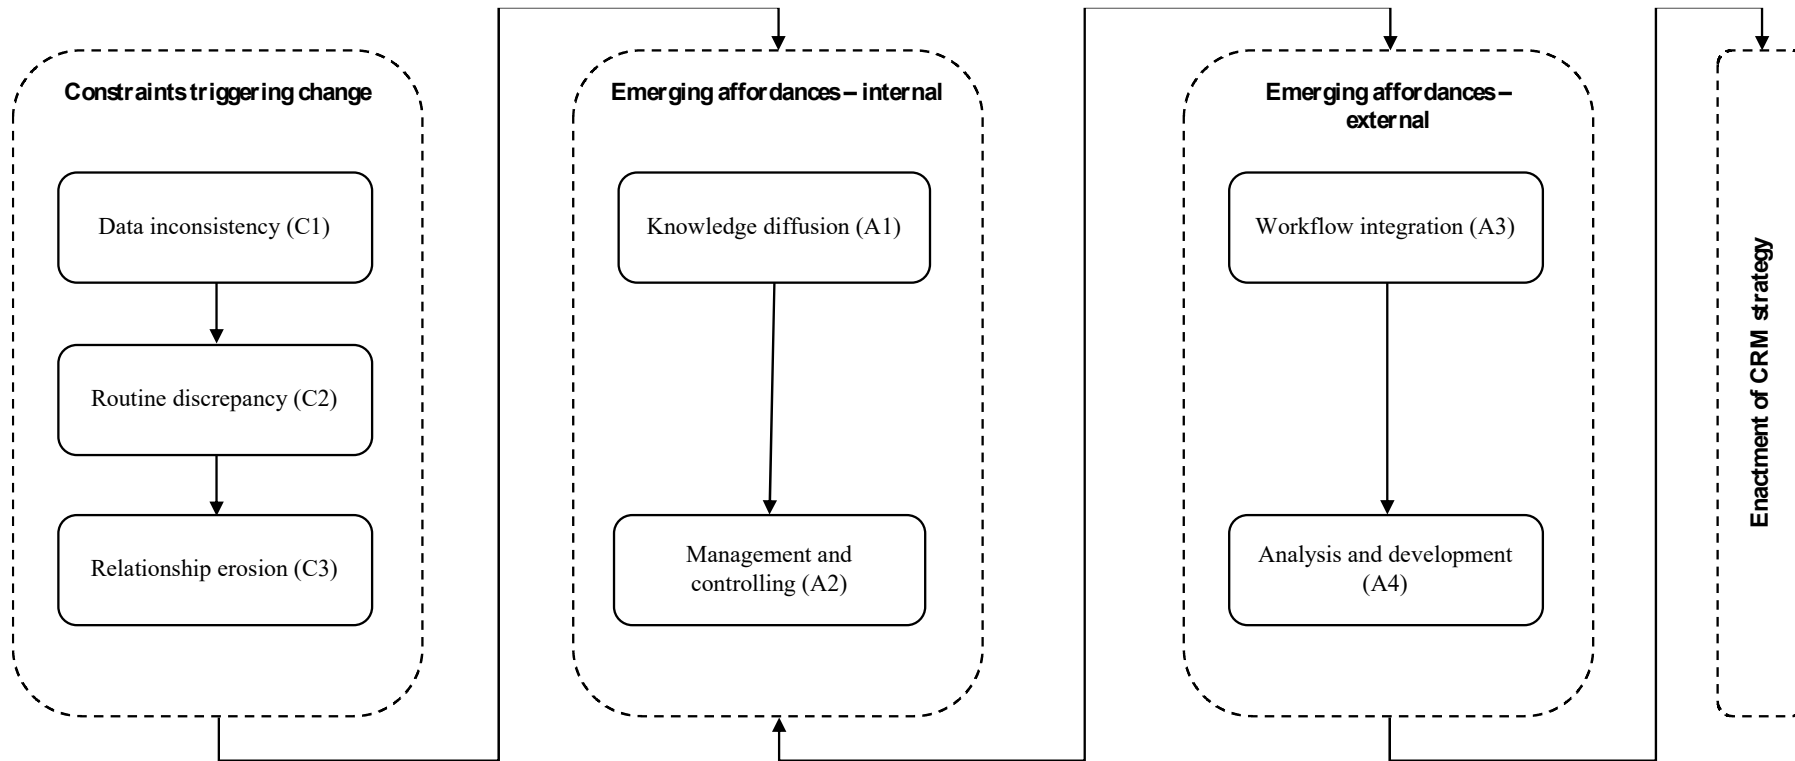 Constraints triggering change
Data inconsistency (C1)
Routine discrepancy (C2)
Relationship erosion (C3)
Emerging affordances – internal
Knowledge diffusion (A1)
Management and
controlling (A2)
Emerging affordances –
external
Workflow integration (A3)
Analysis and development
(A4)
Enactment of CRM strategy